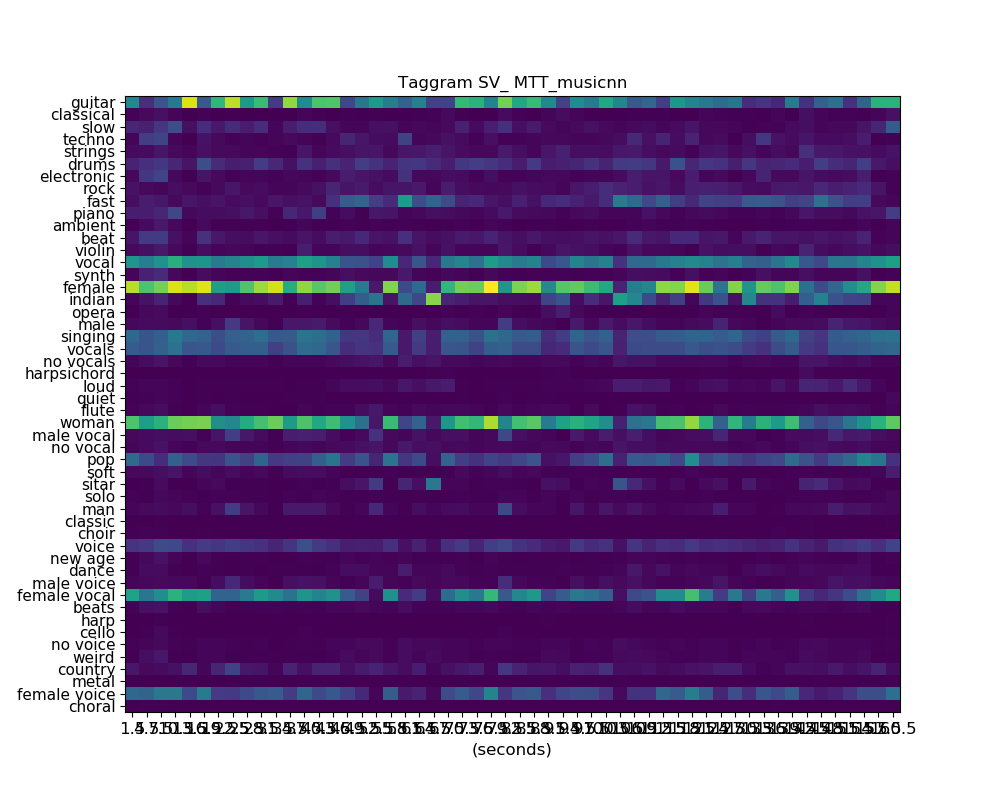 Taggram SV_ MTT_musicnn
guitar
classical
slow
techno
strings
drums
electronic
rock
fast
piano
ambient
beat
violin
vocal
synth
female
indian
opera
male
singing
vocals
no vocals
harpsichord
loud
quiet
flute
woman
male vocal
no vocal
pop
soft
sitar
solo
man
classic
choir
voice
new age
dance
male voice
female vocal
beats
harp
cello
no voice
weird
country
metal
female voice
choral
(seconds)